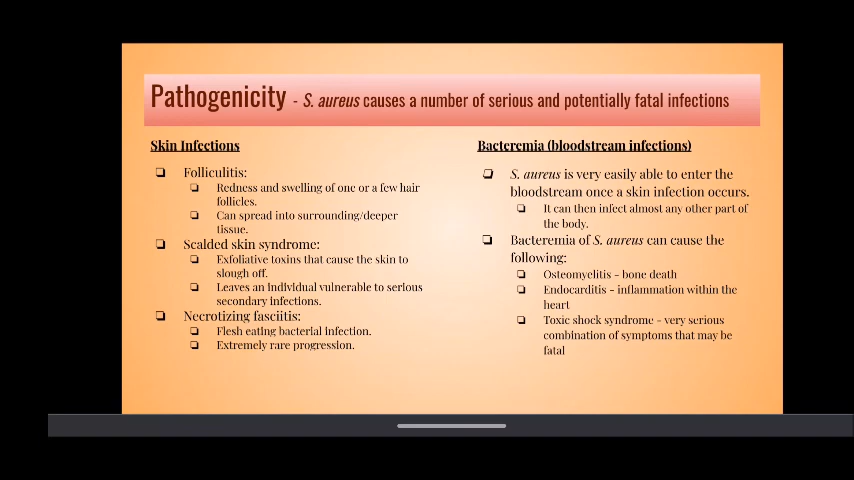 Pathogenicity - S. aureus causes a number of serious and potentially fatal infections
Skin Infections
❏ Folliculitis:
❏ Redness and swelling of one or a few hair
follicles.
❏ Can spread into surrounding/deeper
tissue.
❏ Scalded skin syndrome:
❏ Exfoliative toxins that cause the skin to
slough off.
❏ Leaves an individual vulnerable to serious
secondary infections.
❏ Necrotizing fasciitis:
❏ Flesh eating bacterial infection.
❏ Extremely rare progression.
Bacteremia (bloodstream infections)
❏ S. aureus is very easily able to enter the
bloodstream once a skin infection occurs.
❏ It can then infect almost any other part of
the body.
❏ Bacteremia of S. aureus can cause the
following:
❏ Osteomyelitis - bone death
❏ Endocarditis - inflammation within the
heart
❏ Toxic shock syndrome - very serious
combination of symptoms that may be
fatal